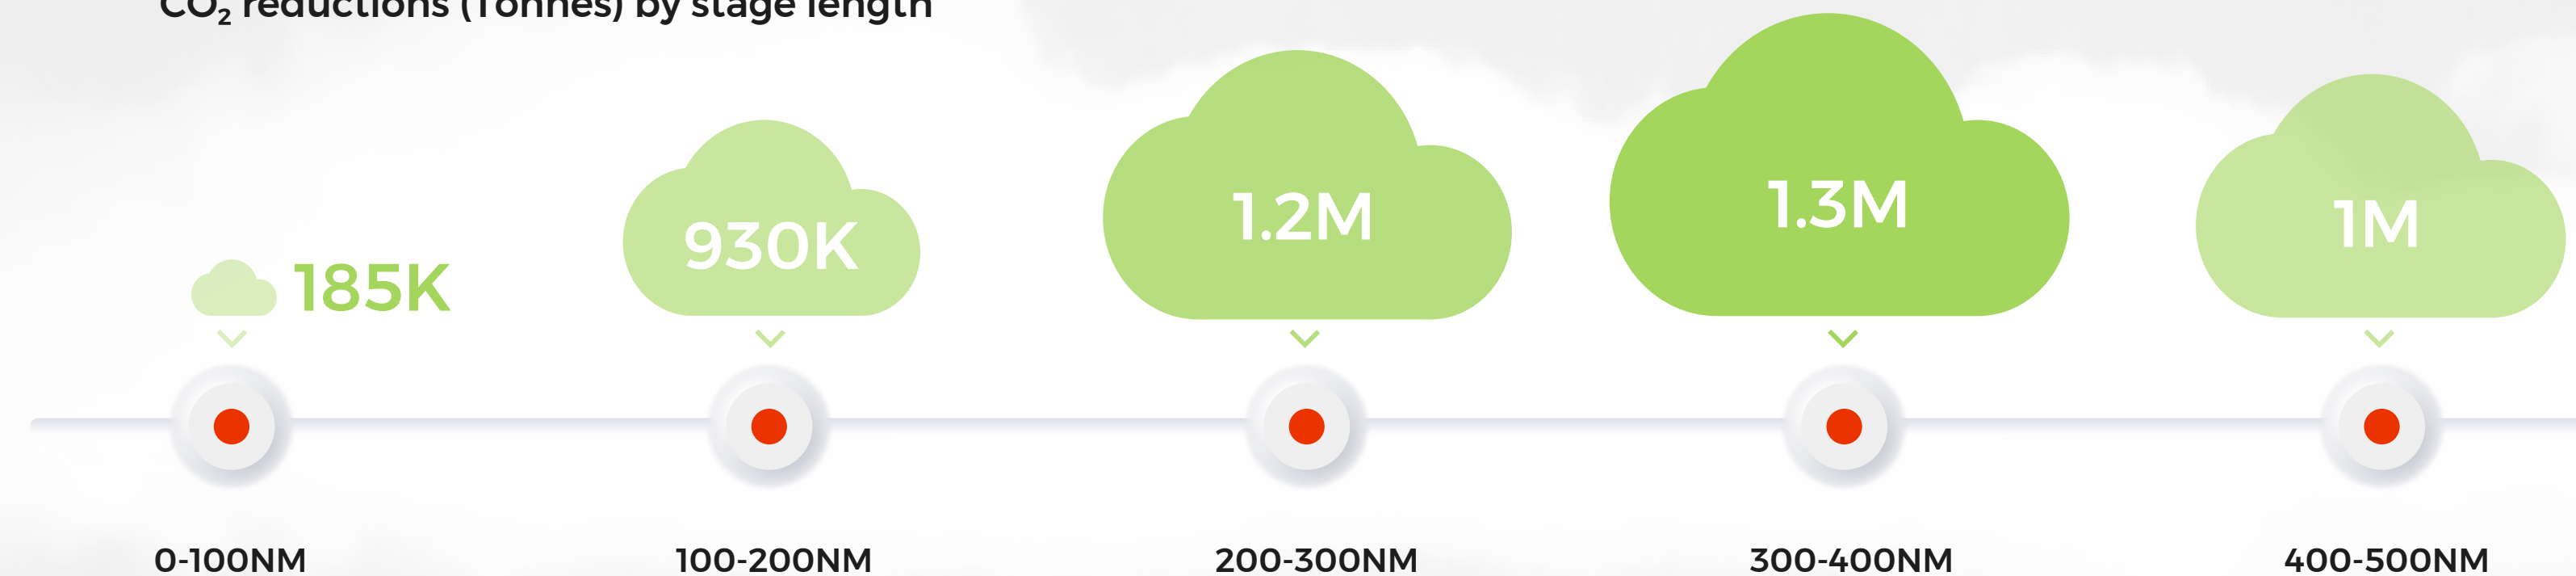 CO₂ reductions (Tonnes) by stage length
185K
930K
1.2M
1.3M
1M
0-100NM
100-200NM
200-300NM
300-400NM
400-500NM